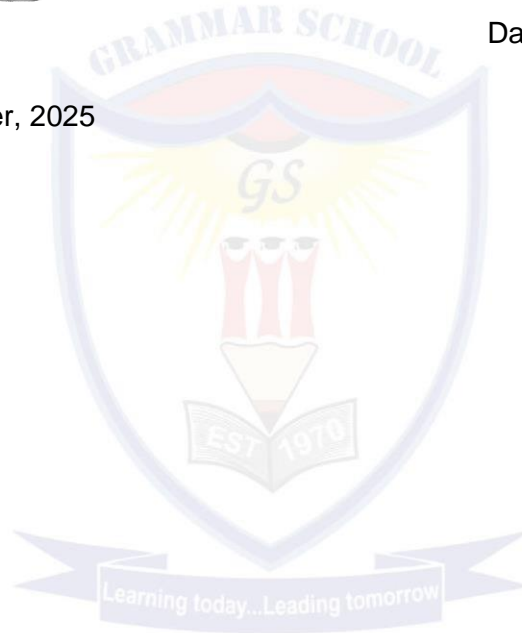 GRAMMAR SCHOOL
Da
er, 2025
GS
EST 1970
Learning today...Leading tomorrow